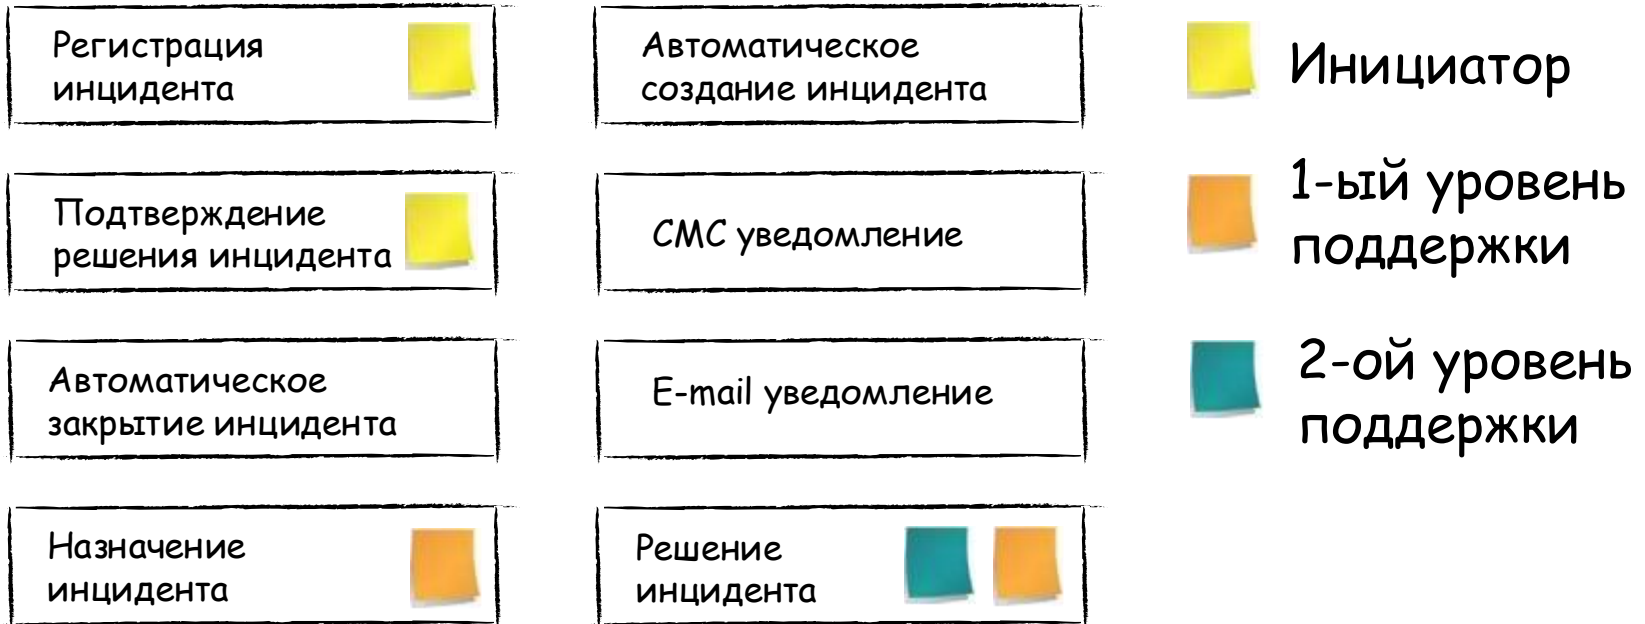 Регистрация
инцидента
Автоматическое
создание инцидента
Инициатор
Подтверждение
решения инцидента
СМС уведомление
1-ый уровень
поддержки
Автоматическое
закрытие инцидента
E-mail уведомление
2-ой уровень
поддержки
Назначение
инцидента
Решение
инцидента